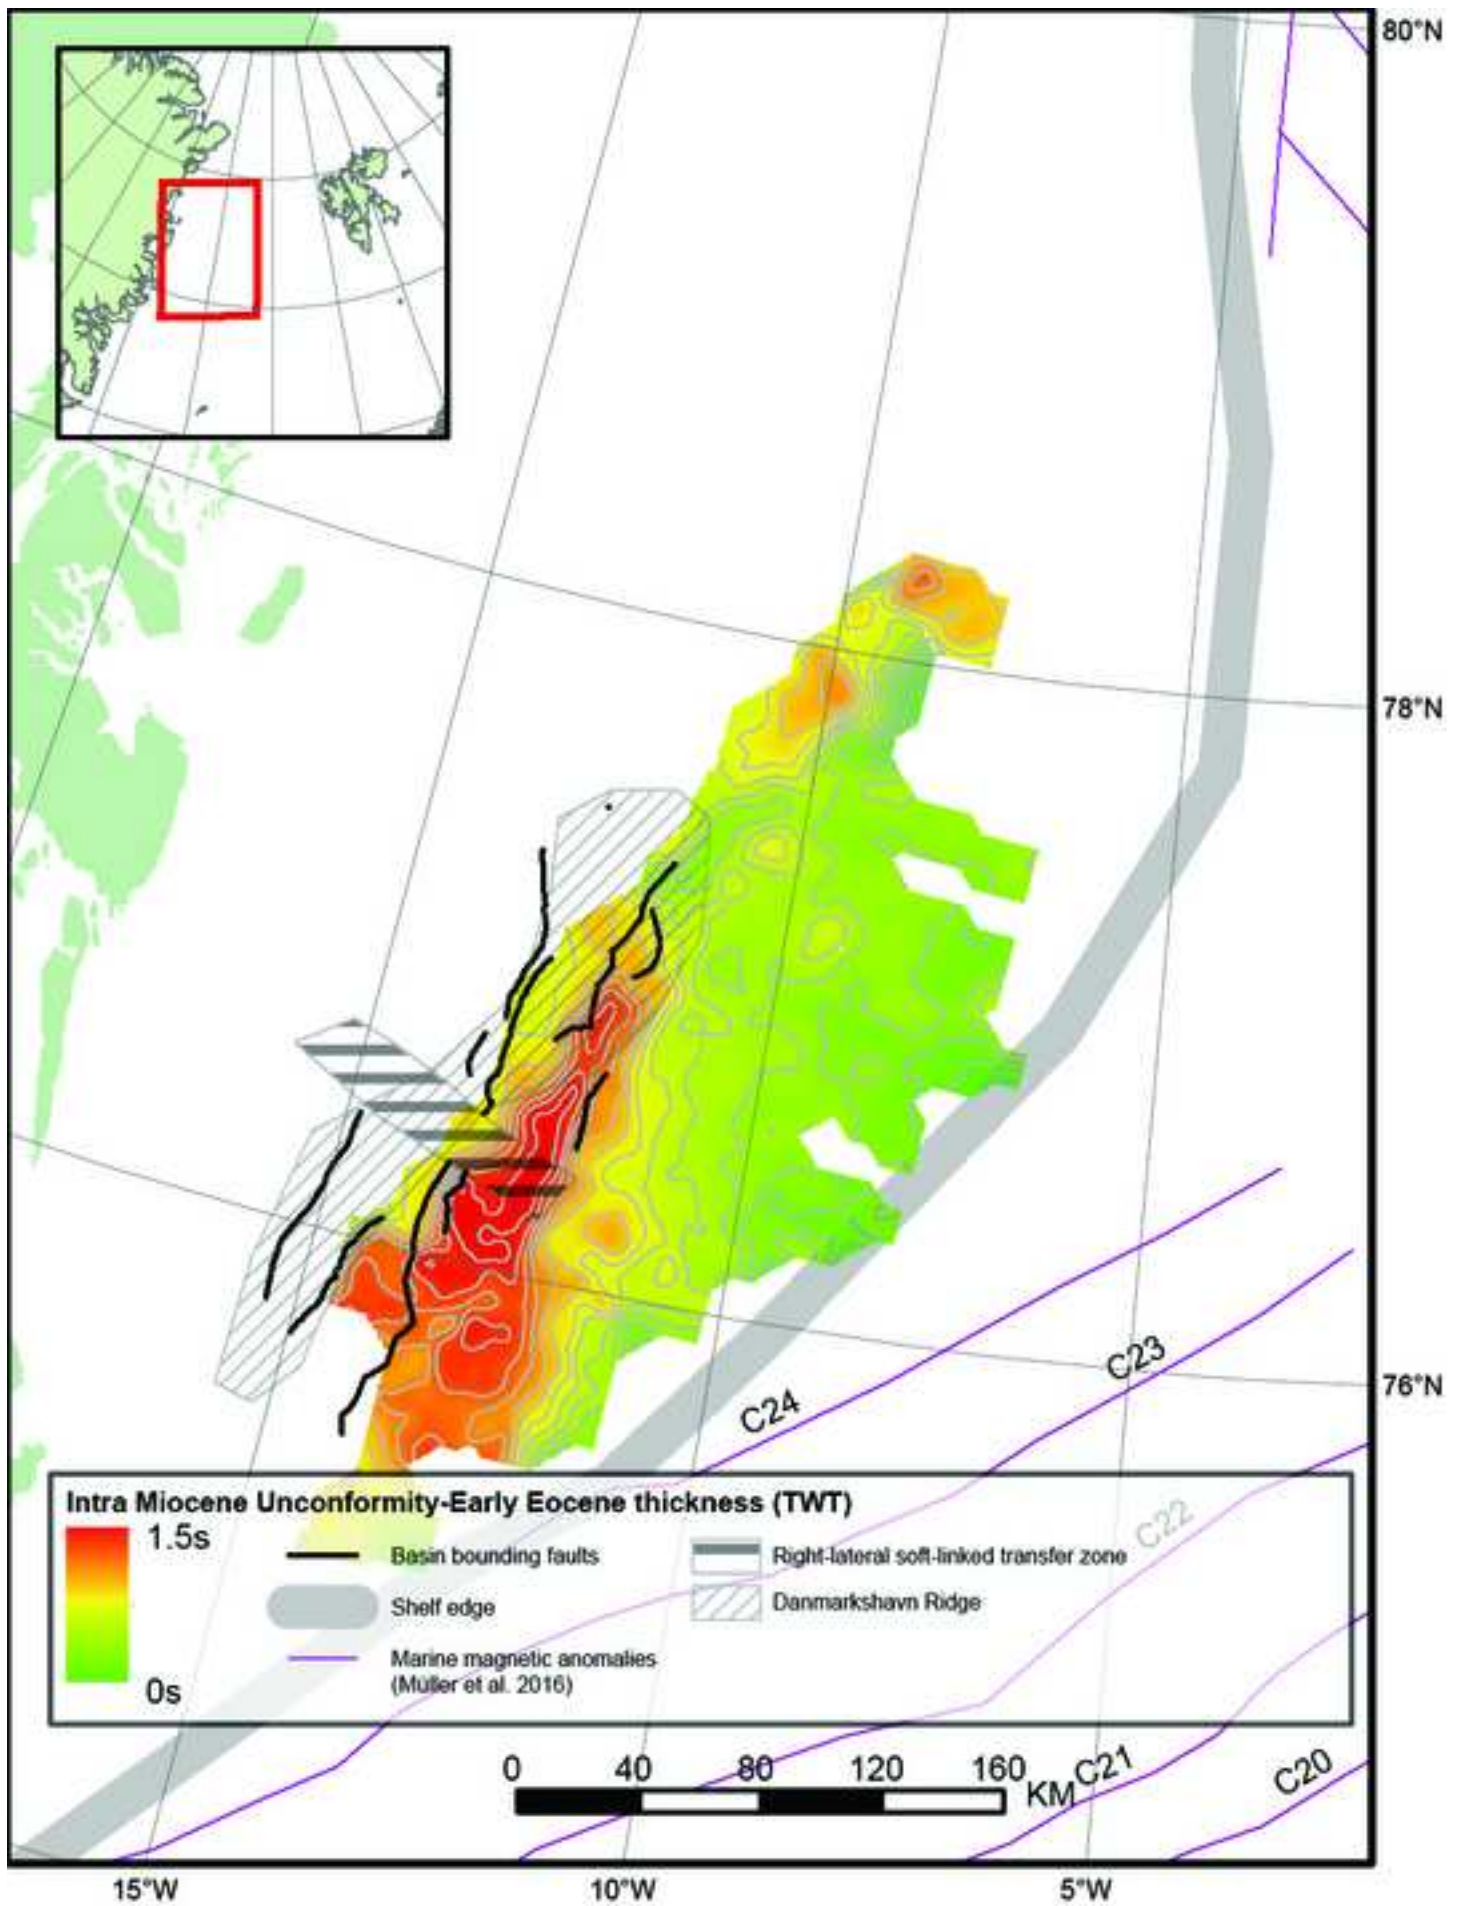 80°N
78°N
76°N
C23
C24
C22
Intra Miocene Unconformity-Early Eocene thickness (TWT)
1.5s
0s
Basin bounding faults
Shelf edge
Marine magnetic anomalies
(Müller et al. 2016)
Right-lateral soft-linked transfer zone
Danmarkshavn Ridge
0 40 80 120 160
KM
C21
C20
15°W 10°W 5°W